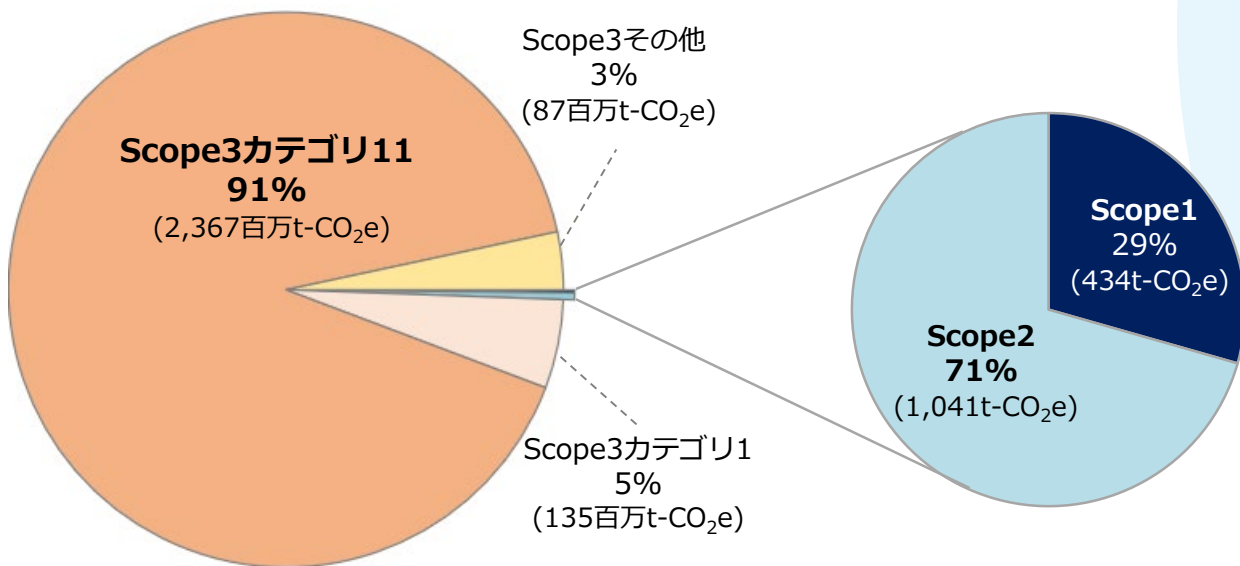 Scope3カテゴリ11
91%
(2,367百万t-CO₂e)
Scope3その他
3%
(87百万t-CO₂e)
Scope3カテゴリ1
5%
(135百万t-CO₂e)
Scope1
29%
(434t-CO₂e)
Scope2
71%
(1,041t-CO₂e)